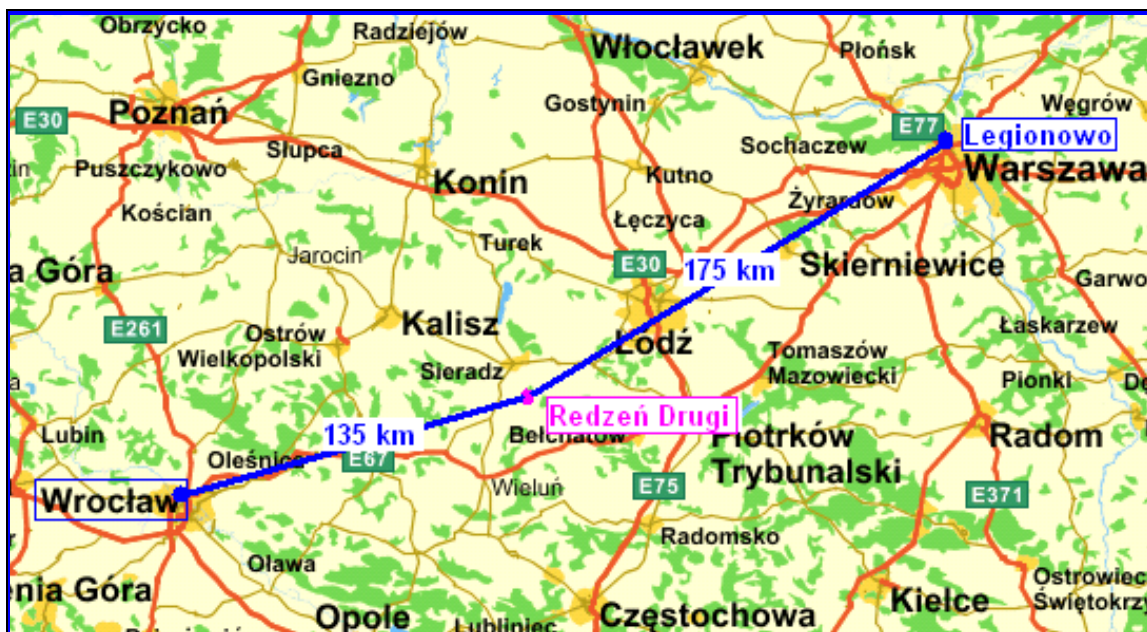 Obrzycko
Radziejów
Włocławek
Płońsk
Gniezno
Gostynin
Węgrów
Poznań
E30
E77
Legionowo
Słupca
Sochaczew
Puszczykowo
Konin
Kutno
Warszawa
Kościan
Żyrardów
Łęczyca
Turek
Jarocin
a Góra
E30
175 km
Skierniewice
Garwo
Kalisz
E261
Ostrów
Wielkopolski
Łódź
Łaskarzew
Sieradz
Tomaszów
Mazowiecki
Pionki
De
Redzeń Drugi
135 km
Bełchatów
Lubin
Oleśnica
E67
Piotrków
Trybunalski
Radom
Wrocław
Wieluń
E75
E371
Radomsko
Oława
enia Góra
Opole
Lubliniec
Częstochowa
Kielce
Ostrowiec
Świętokrzy